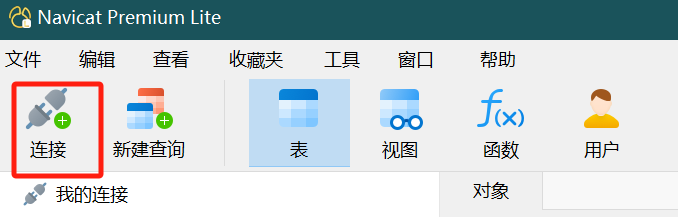 Navicat Premium Lite
文件 编辑 查看 收藏夹 工具 窗口 帮助
连接 新建查询 表 视图 f(x) 函数 用户
我的连接 对象